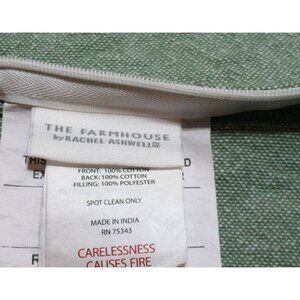 THE FARMHOUSE
by RACHEL ASHWELL
THIS
D
E
FRONT: 100% COTTON
BACK: 100% COTTON
FILLING: 100% POLYESTER
SPOT CLEAN ONLY.
MADE IN INDIA
RN 75343
R
CARELESSNESS
CAUSES FIRE